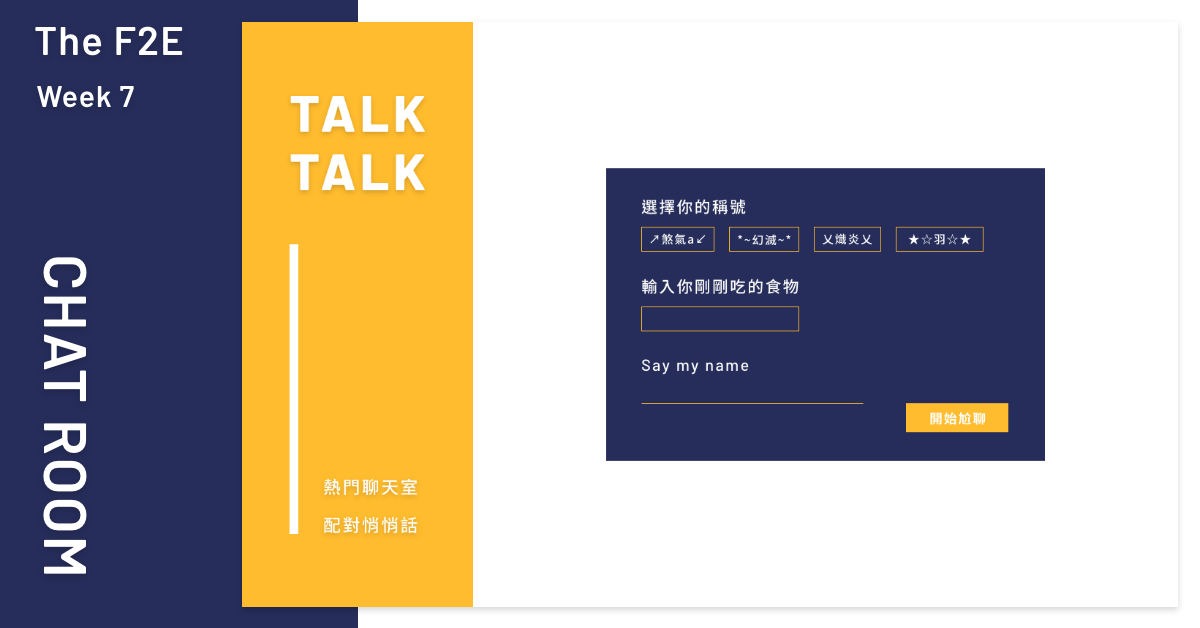 The F2E
Week 7
CHAT ROOM
TALK
TALK
熱門聊天室
配對悄悄話
選擇你的稱號
↗煞氣a↙ *~幻滅~* 乂熾炎乂 ★☆羽☆★
輸入你剛剛吃的食物
Say my name
開始尬聊